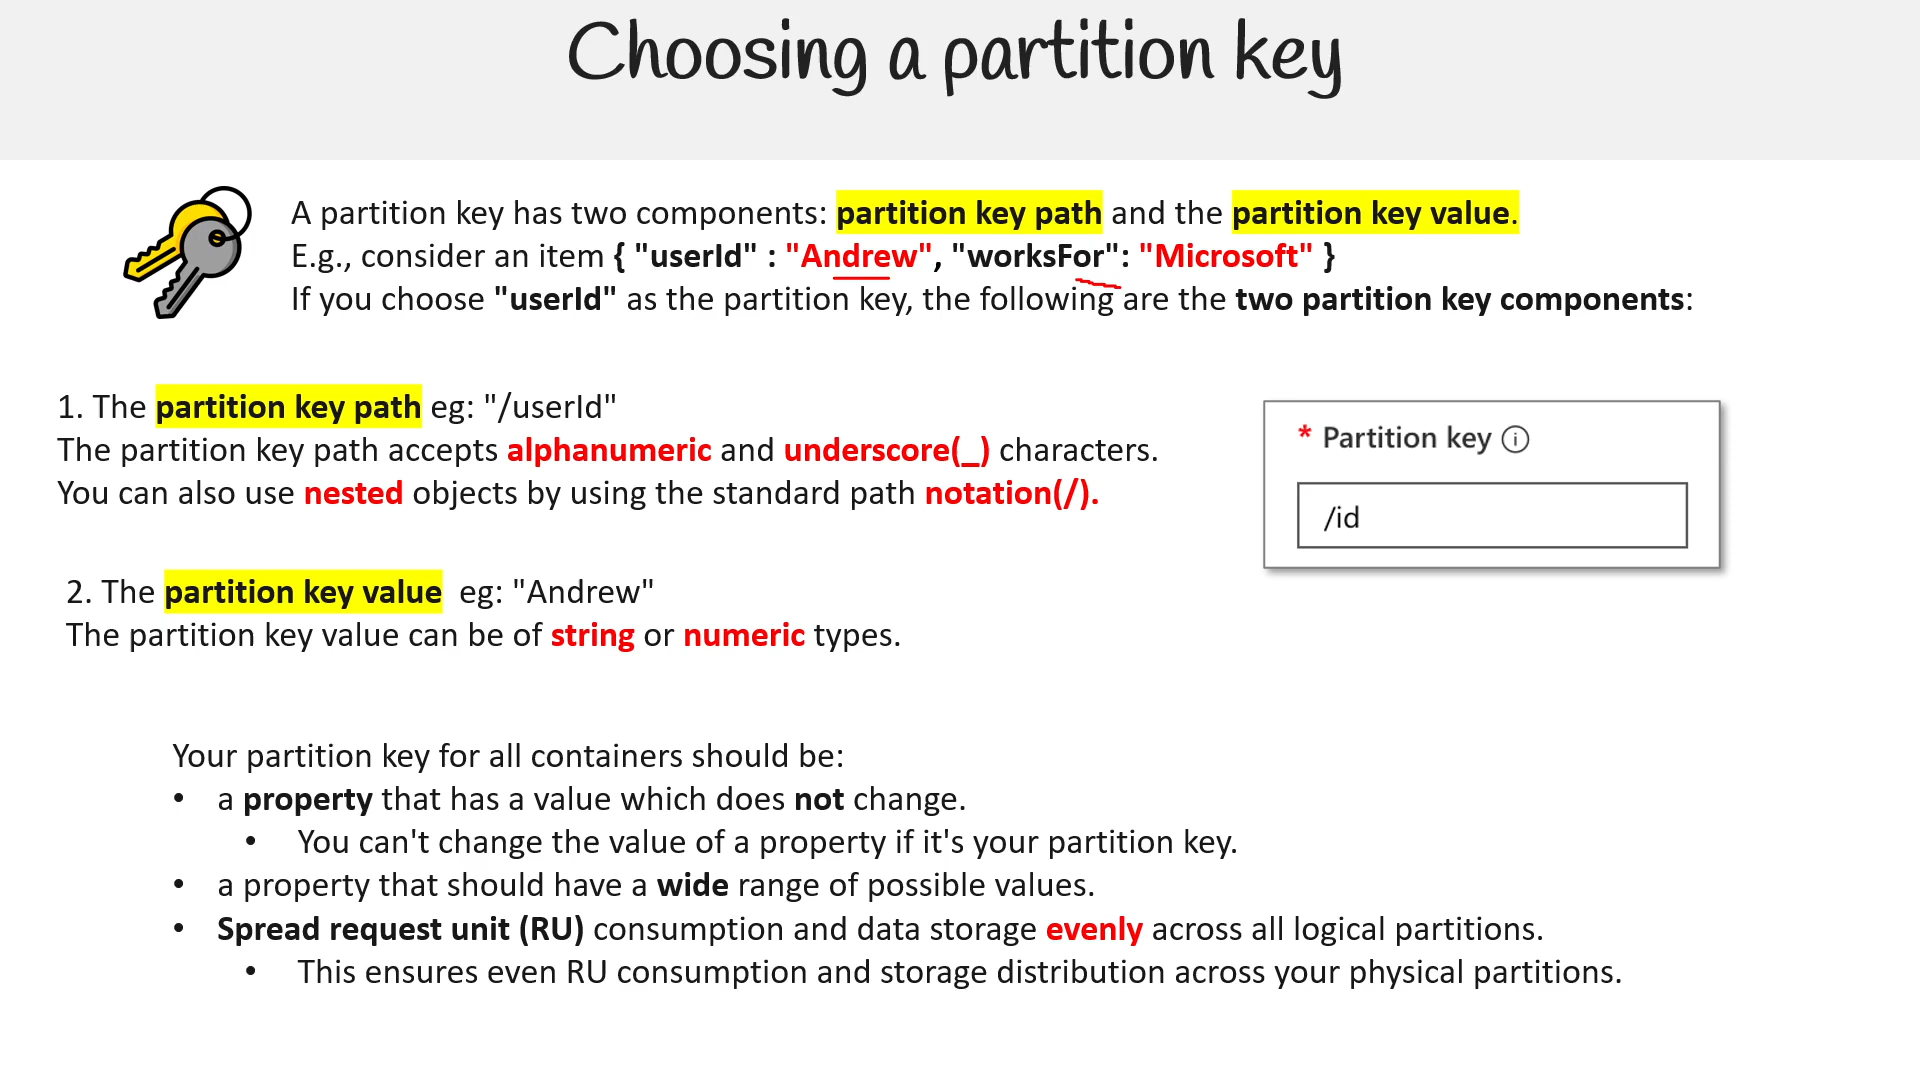 Choosing a partition key
A partition key has two components: partition key path and the partition key value.
E.g., consider an item { "userId" : "Andrew", "worksFor": "Microsoft" }
If you choose "userId" as the partition key, the following are the two partition key components:
1. The partition key path eg: "/userId"
The partition key path accepts alphanumeric and underscore(_) characters.
You can also use nested objects by using the standard path notation(/).
* Partition key i
/id
2. The partition key value eg: "Andrew"
The partition key value can be of string or numeric types.
Your partition key for all containers should be:
• a property that has a value which does not change.
• You can't change the value of a property if it's your partition key.
• a property that should have a wide range of possible values.
• Spread request unit (RU) consumption and data storage evenly across all logical partitions.
• This ensures even RU consumption and storage distribution across your physical partitions.